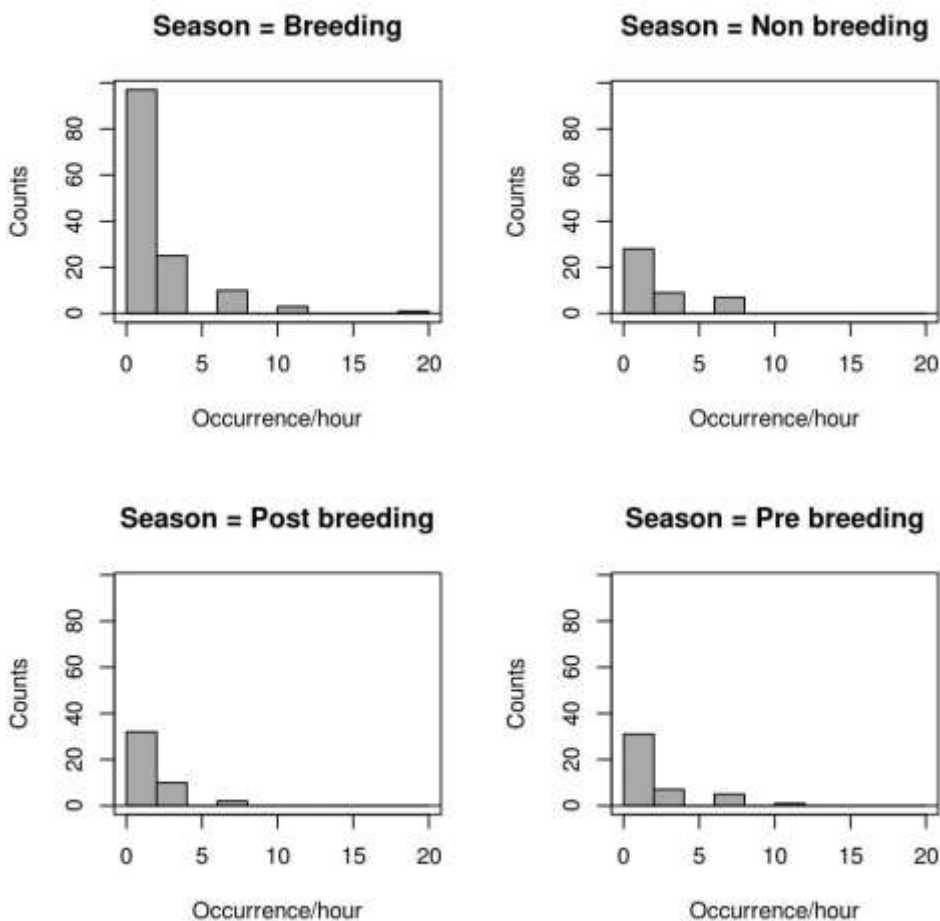 Season = Breeding
Counts
0
20
40
60
80
0 5 10 15 20
Occurrence/hour
Season = Non breeding
Counts
0
20
40
60
80
0 5 10 15 20
Occurrence/hour
Season = Post breeding
Counts
0
20
40
60
80
0 5 10 15 20
Occurrence/hour
Season = Pre breeding
Counts
0
20
40
60
80
0 5 10 15 20
Occurrence/hour